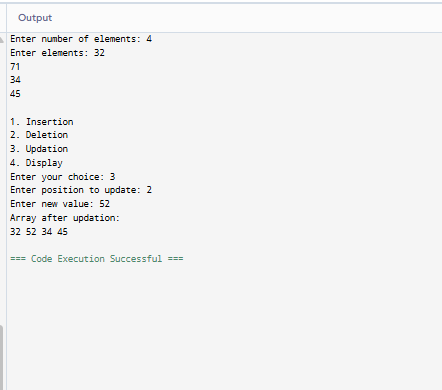 Output
Enter number of elements: 4
Enter elements: 32
71
34
45
1. Insertion
2. Deletion
3. Updation
4. Display
Enter your choice: 3
Enter position to update: 2
Enter new value: 52
Array after updation:
32 52 34 45
=== Code Execution Successful ===